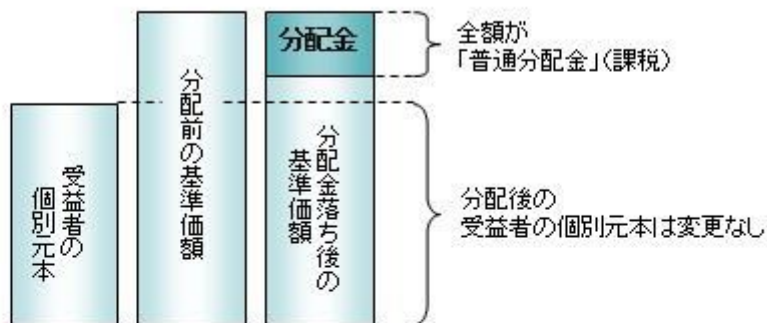 受益者の
個別元本
分配前の基準価額
分配金
分配金落ち後の
基準価額
全額が
「普通分配金」(課税)
分配後の
受益者の個別元本は変更なし